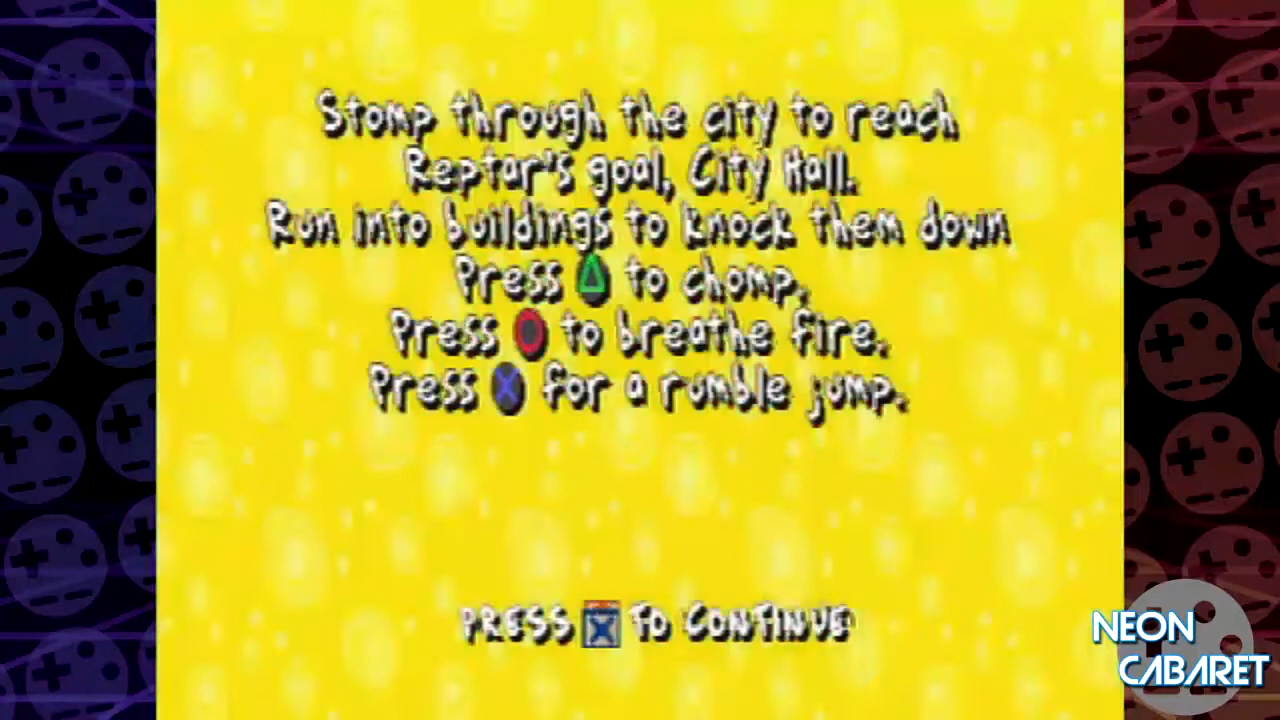 Stomp through the city to reach
Reptar's goal, City Hall.
Run into buildings to knock them down
Press △ to chomp.
Press ○ to breathe fire.
Press X for a rumble jump.
PRESS X TO CONTINUE
NEON
CABARET